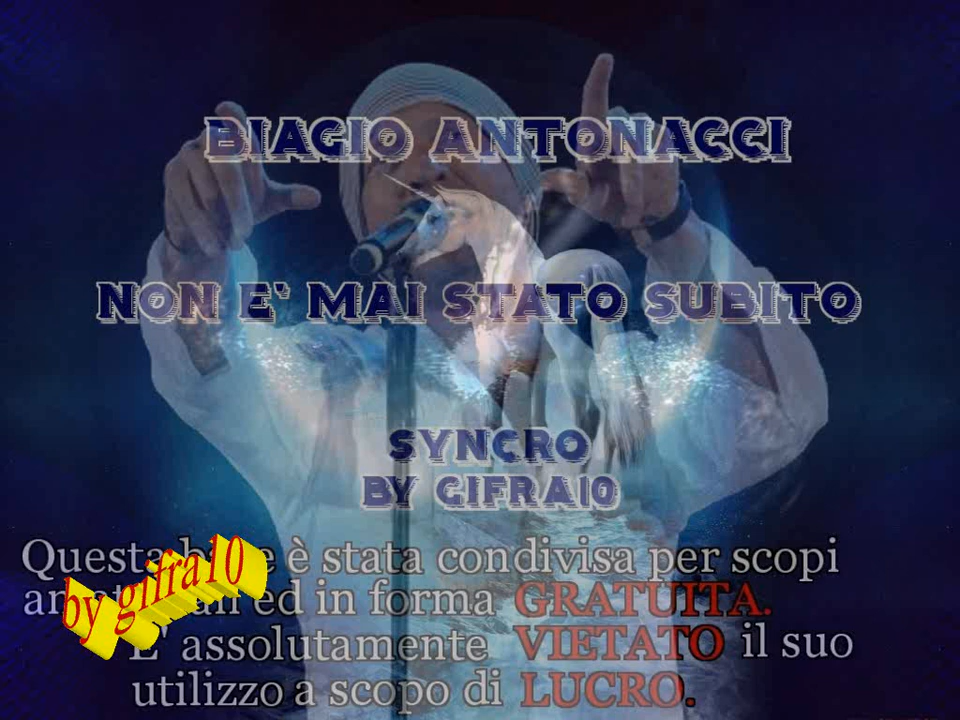 BIAGIO ANTONACCI
NON E' MAI STATO SUBITO
SYNCRO
BY GIFRA10
Questa è stata condivisa per scopi
ed in forma GRATUITA.
E' assolutamente VIETATO il suo
utilizzo a scopo di LUCRO.
by gifra10